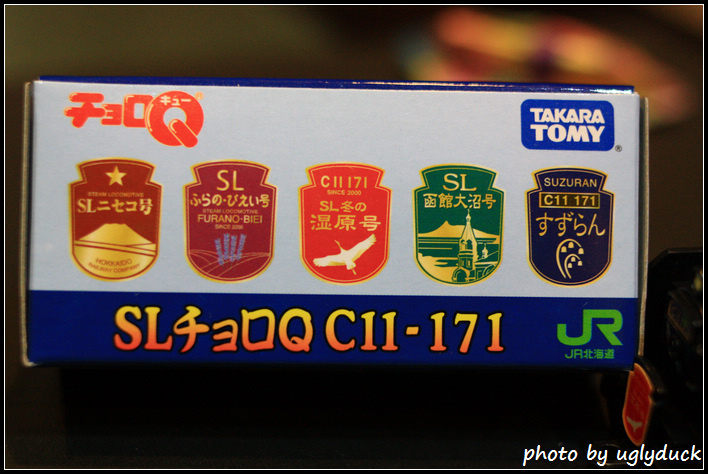 チョロQ
キュー
TAKARA
TOMY
®
STEAM LOCOMOTIVE
SLニセコ号
HOKKAIDO
RAILWAY COMPANY
SL
ふらの・びえい号
STEAM LOCOMOTIVE
FURANO・BIEI
SINCE 2000
C11 171
SINCE 2000
SL冬の
湿原号
SL
函館大沼号
SUZURAN
C11 171
すずらん
SLチョロQ C11-171
JR
JR北海道
photo by uglyduck